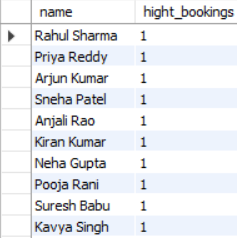 name hight_bookings
Rahul Sharma 1
Priya Reddy 1
Arjun Kumar 1
Sneha Patel 1
Anjali Rao 1
Kiran Kumar 1
Neha Gupta 1
Pooja Rani 1
Suresh Babu 1
Kavya Singh 1